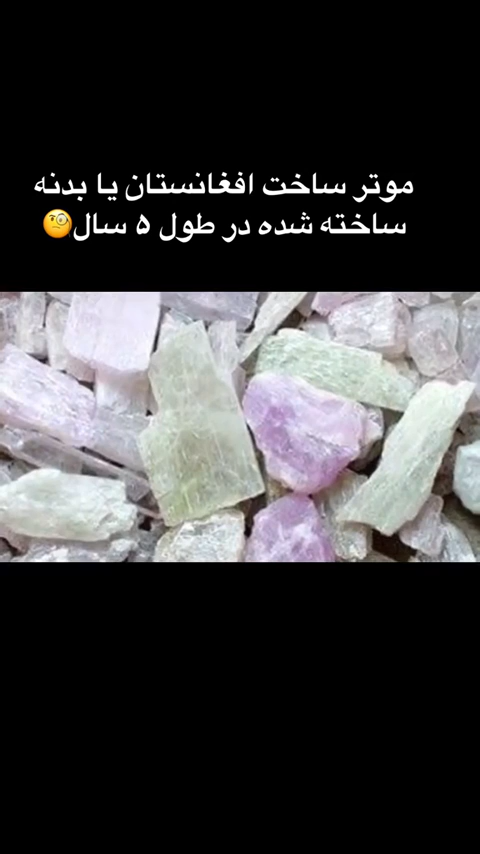 موتر ساخت افغانستان یا بدنه
ساخته شده در طول ۵ سال🧐